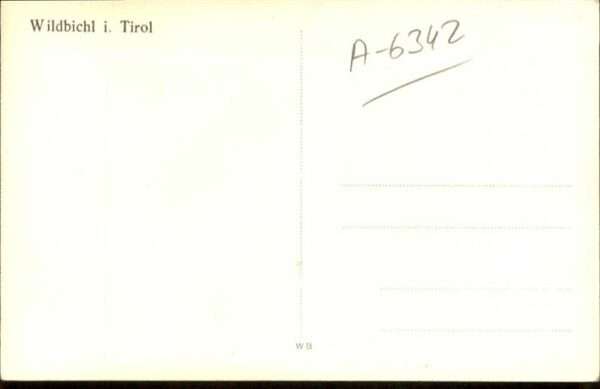 Wildbichl i. Tirol
A-6342
W B